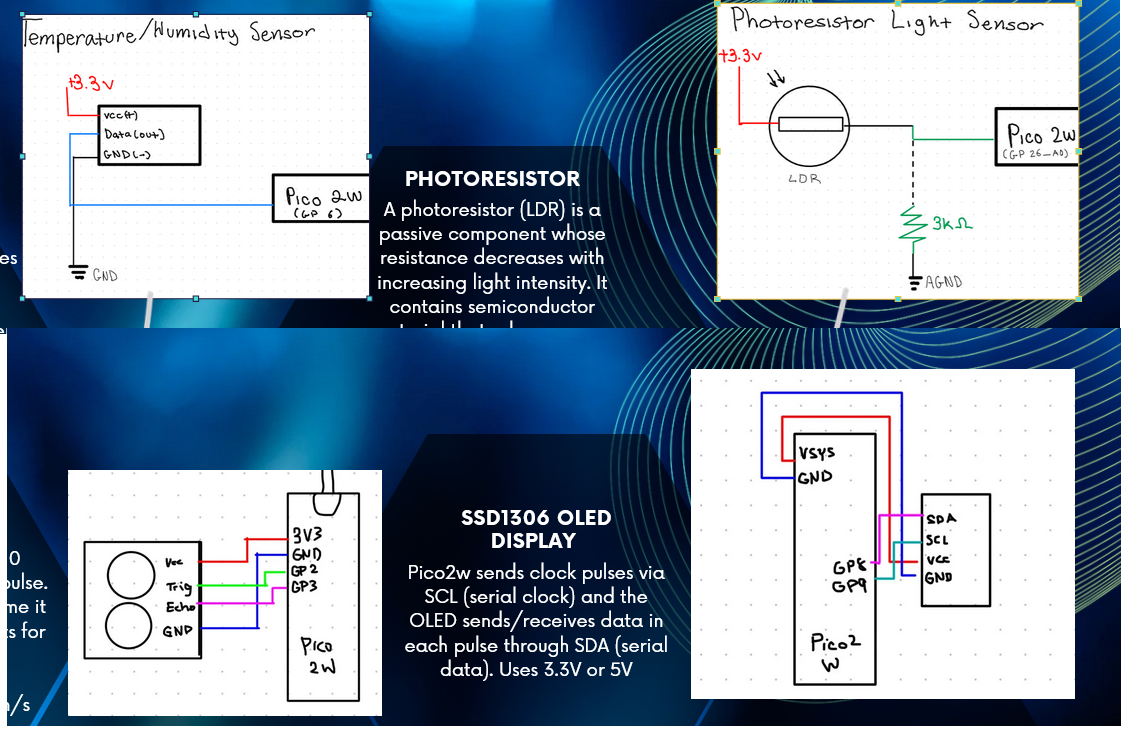 Temperature/Humidity Sensor
+3.3v
Vcc(+)
Data(out)
GND(-)
Pico 2W
(GP 6)
GND
es
PHOTORESISTOR
A photoresistor (LDR) is a
passive component whose
resistance decreases with
increasing light intensity. It
contains semiconductor
Photoresistor Light Sensor
+3.3v
LDR
Pico 2W
(GP 26_A0)
3kΩ
AGND
0
pulse.
me it
s for
/s
Vcc
Trig
Echo
GND
3V3
GND
GP2
GP3
Pico
2W
SSD1306 OLED
DISPLAY
Pico2w sends clock pulses via
SCL (serial clock) and the
OLED sends/receives data in
each pulse through SDA (serial
data). Uses 3.3V or 5V
VSYS
GND
GP8
GP9
Pico2
W
SDA
SCL
VCC
GND